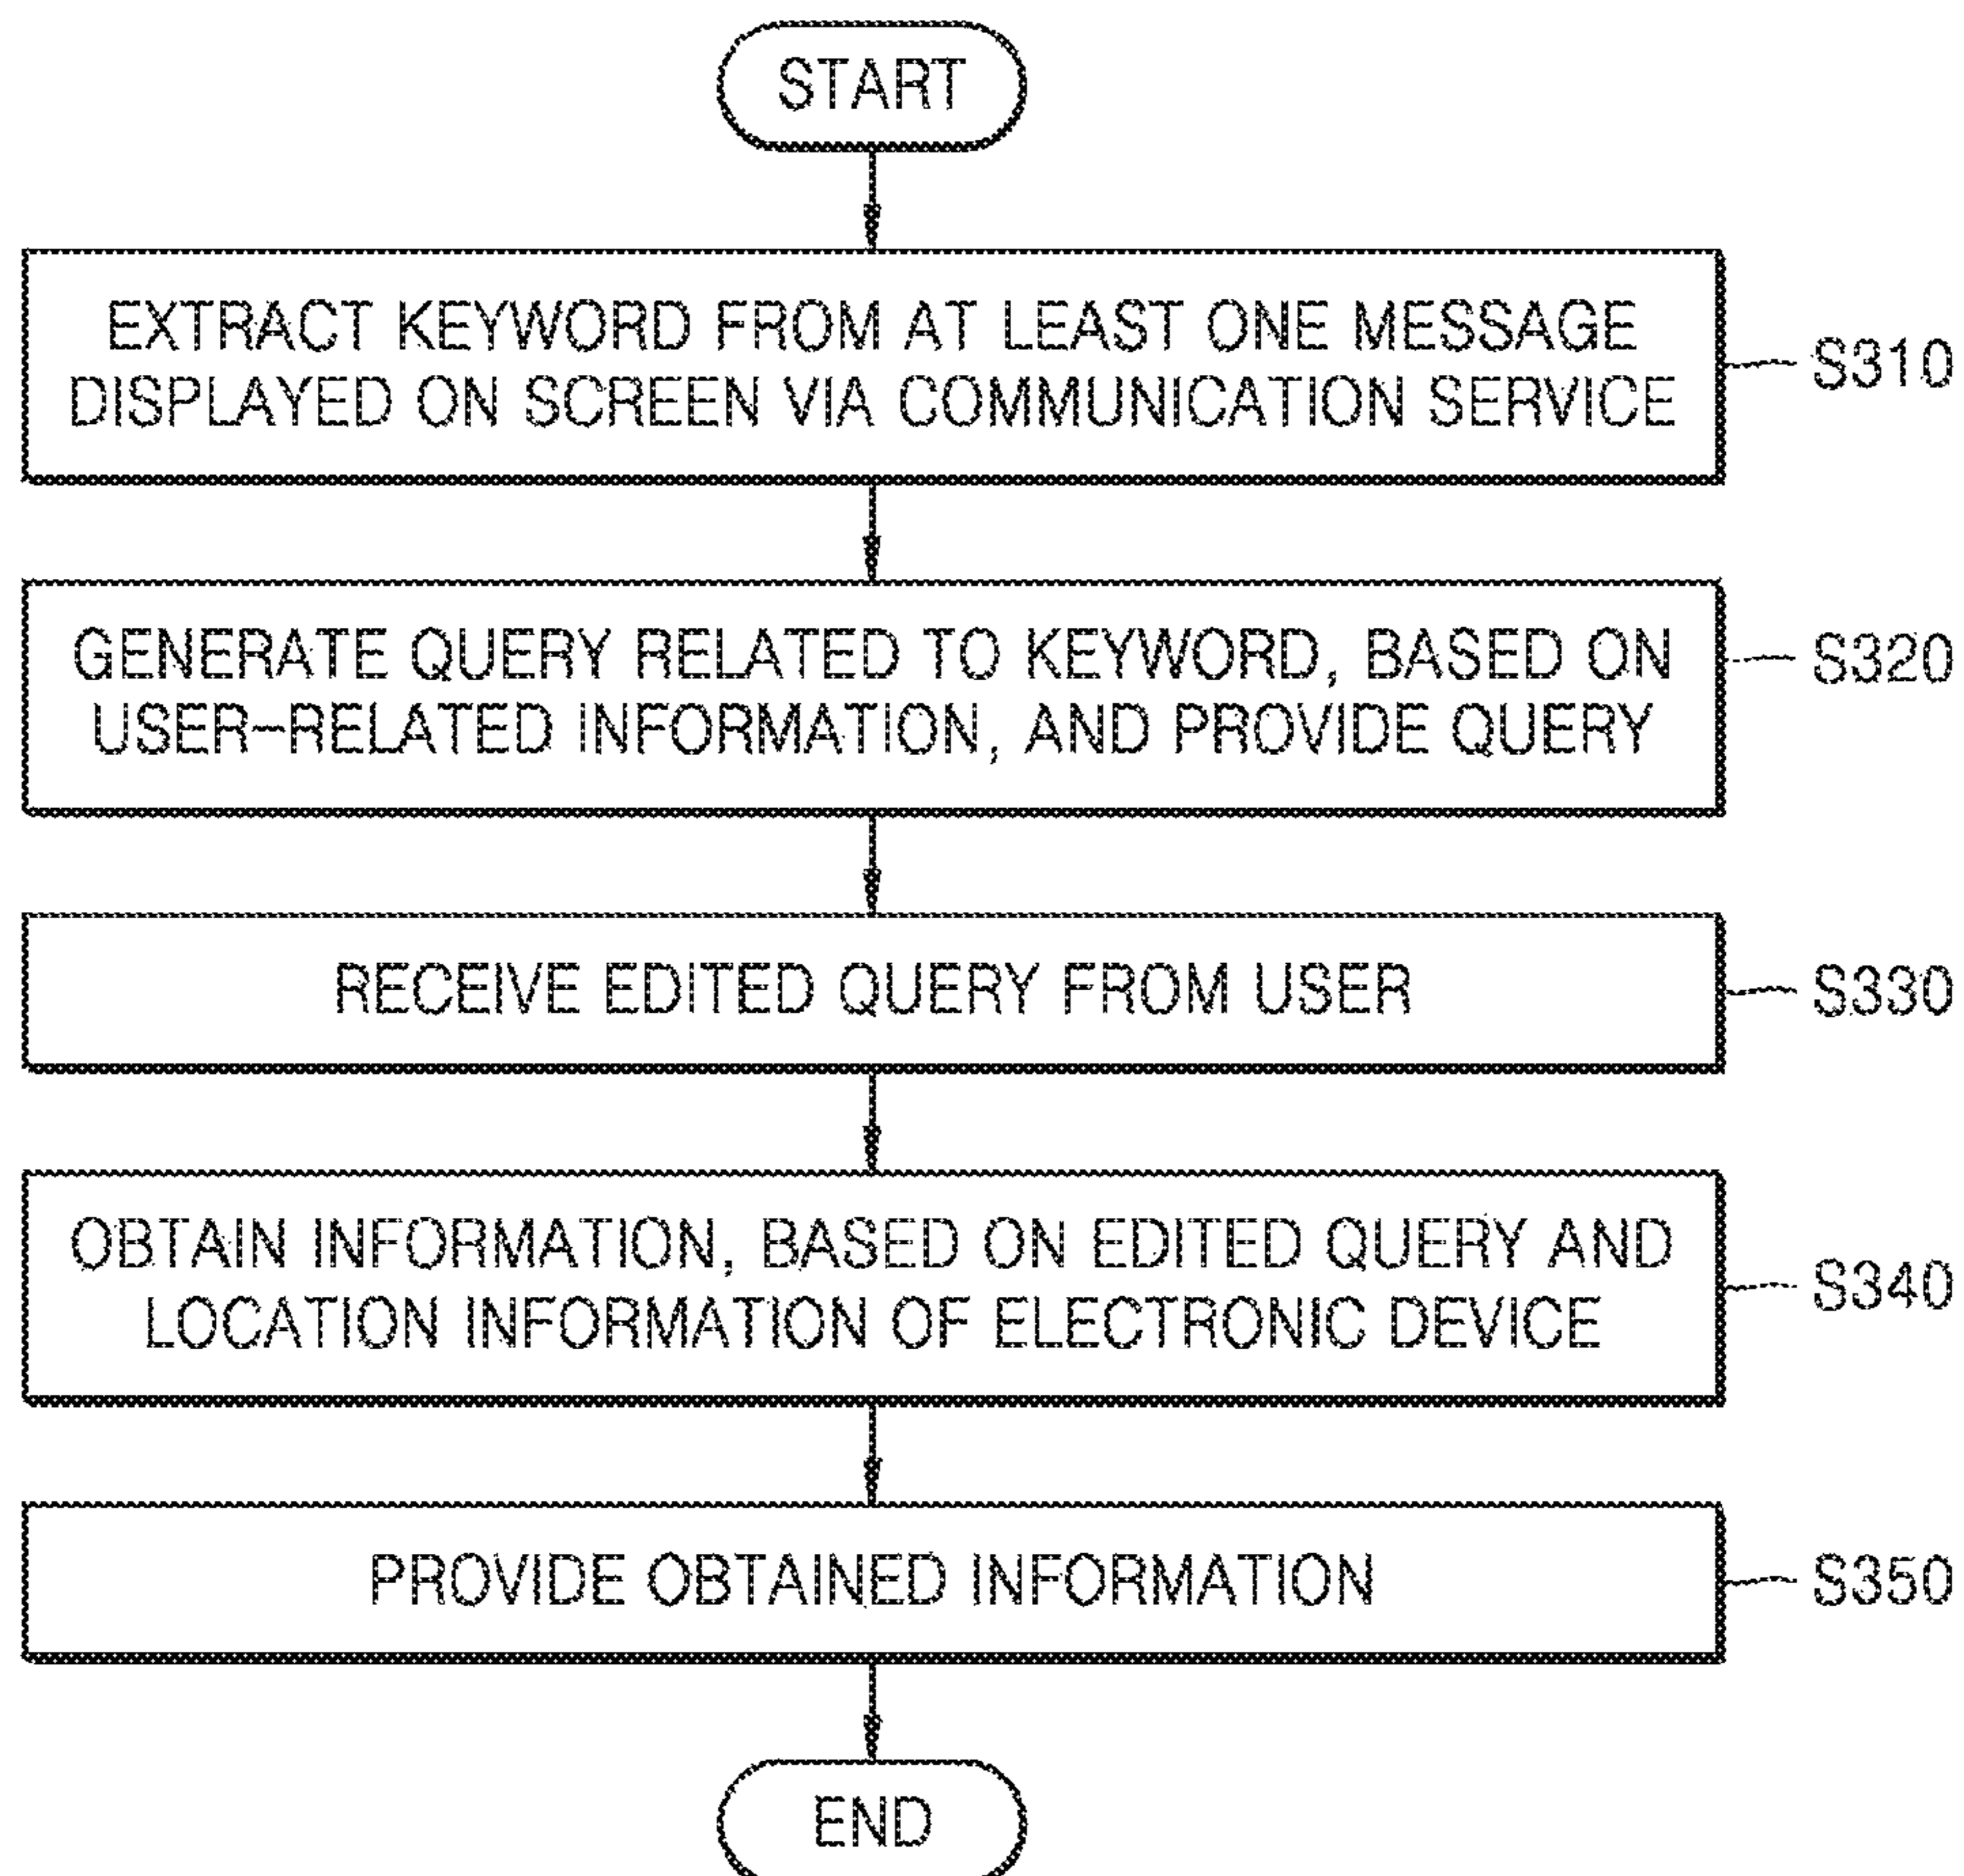 START
EXTRACT KEYWORD FROM AT LEAST ONE MESSAGE
DISPLAYED ON SCREEN VIA COMMUNICATION SERVICE
S310
GENERATE QUERY RELATED TO KEYWORD, BASED ON
USER-RELATED INFORMATION, AND PROVIDE QUERY
S320
RECEIVE EDITED QUERY FROM USER
S330
OBTAIN INFORMATION, BASED ON EDITED QUERY AND
LOCATION INFORMATION OF ELECTRONIC DEVICE
S340
PROVIDE OBTAINED INFORMATION
S350
END